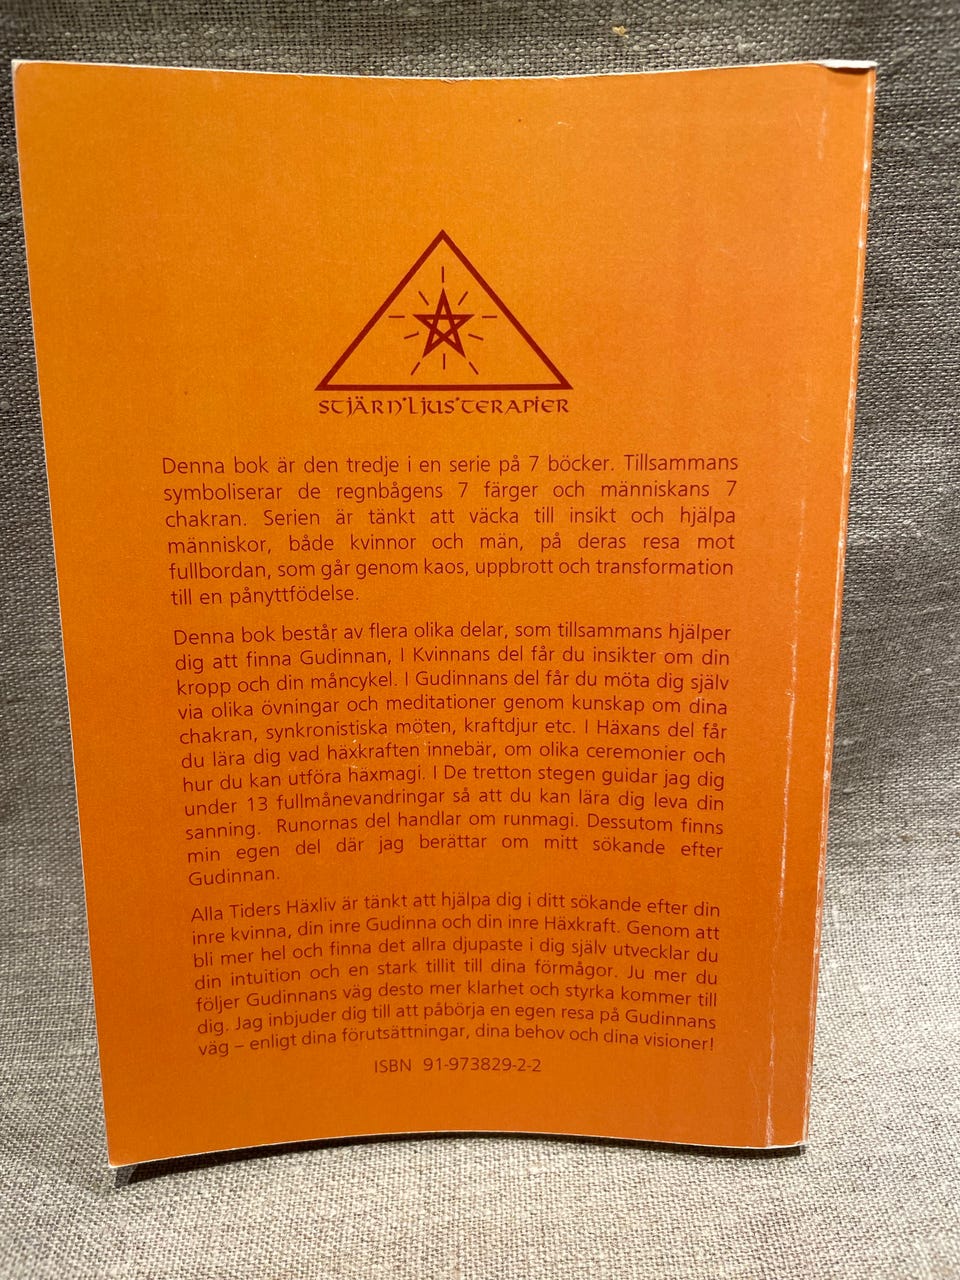 STJÄRN*LJUS*TERAPIER
Denna bok är den tredje i en serie på 7 böcker. Tillsammans
symboliserar de regnbågens 7 färger och människans 7
chakran. Serien är tänkt att väcka till insikt och hjälpa
människor, både kvinnor och män, på deras resa mot
fullbordan, som går genom kaos, uppbrott och transformation
till en pånyttfödelse.
Denna bok består av flera olika delar, som tillsammans hjälper
dig att finna Gudinnan, I Kvinnans del får du insikter om din
kropp och din måncykel. I Gudinnans del får du möta dig själv
via olika övningar och meditationer genom kunskap om dina
chakran, synkronistiska möten, kraftdjur etc. I Häxans del får
du lära dig vad häxkraften innebär, om olika ceremonier och
hur du kan utföra häxmagi. I De tretton stegen guidar jag dig
under 13 fullmånevandringar så att du kan lära dig leva din
sanning. Runornas del handlar om runmagi. Dessutom finns
min egen del där jag berättar om mitt sökande efter
Gudinnan.
Alla Tiders Häxliv är tänkt att hjälpa dig i ditt sökande efter din
inre kvinna, din inre Gudinna och din inre Häxkraft. Genom att
bli mer hel och finna det allra djupaste i dig själv utvecklar du
din intuition och en stark tillit till dina förmågor. Ju mer du
följer Gudinnans väg desto mer klarhet och styrka kommer till
dig. Jag inbjuder dig till att påbörja en egen resa på Gudinnans
väg – enligt dina förutsättningar, dina behov och dina visioner!
ISBN 91-973829-2-2